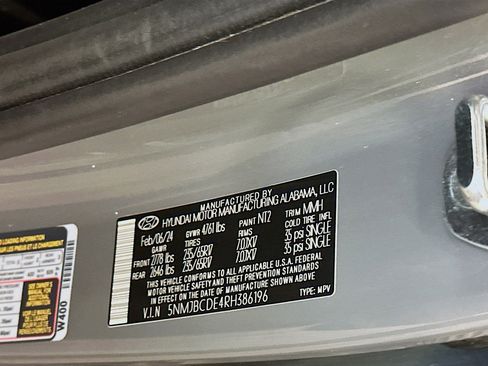 MANUFACTURED BY
HYUNDAI MOTOR MANUFACTURING ALABAMA, LLC
Feb/06/24 GVWR 4761 lbs PAINT NT2 TRIM MMH
GAWR TIRES RIMS COLD TIRE INFL
FRONT 2778 lbs 235/65R17 7.0JX17 35 psi SINGLE
REAR 2646 lbs 235/65R17 7.0JX17 35 psi SINGLE
THIS VEHICLE CONFORMS TO ALL APPLICABLE U.S.A. FEDERAL
MOTOR VEHICLE SAFETY AND THEFT PREVENTION STANDARDS
IN EFFECT ON THE DATE OF MANUFACTURE SHOWN ABOVE.
V.I.N 5NMJBCDE4RH386196 TYPE: MPV
D LOADING INFORMATION
W400